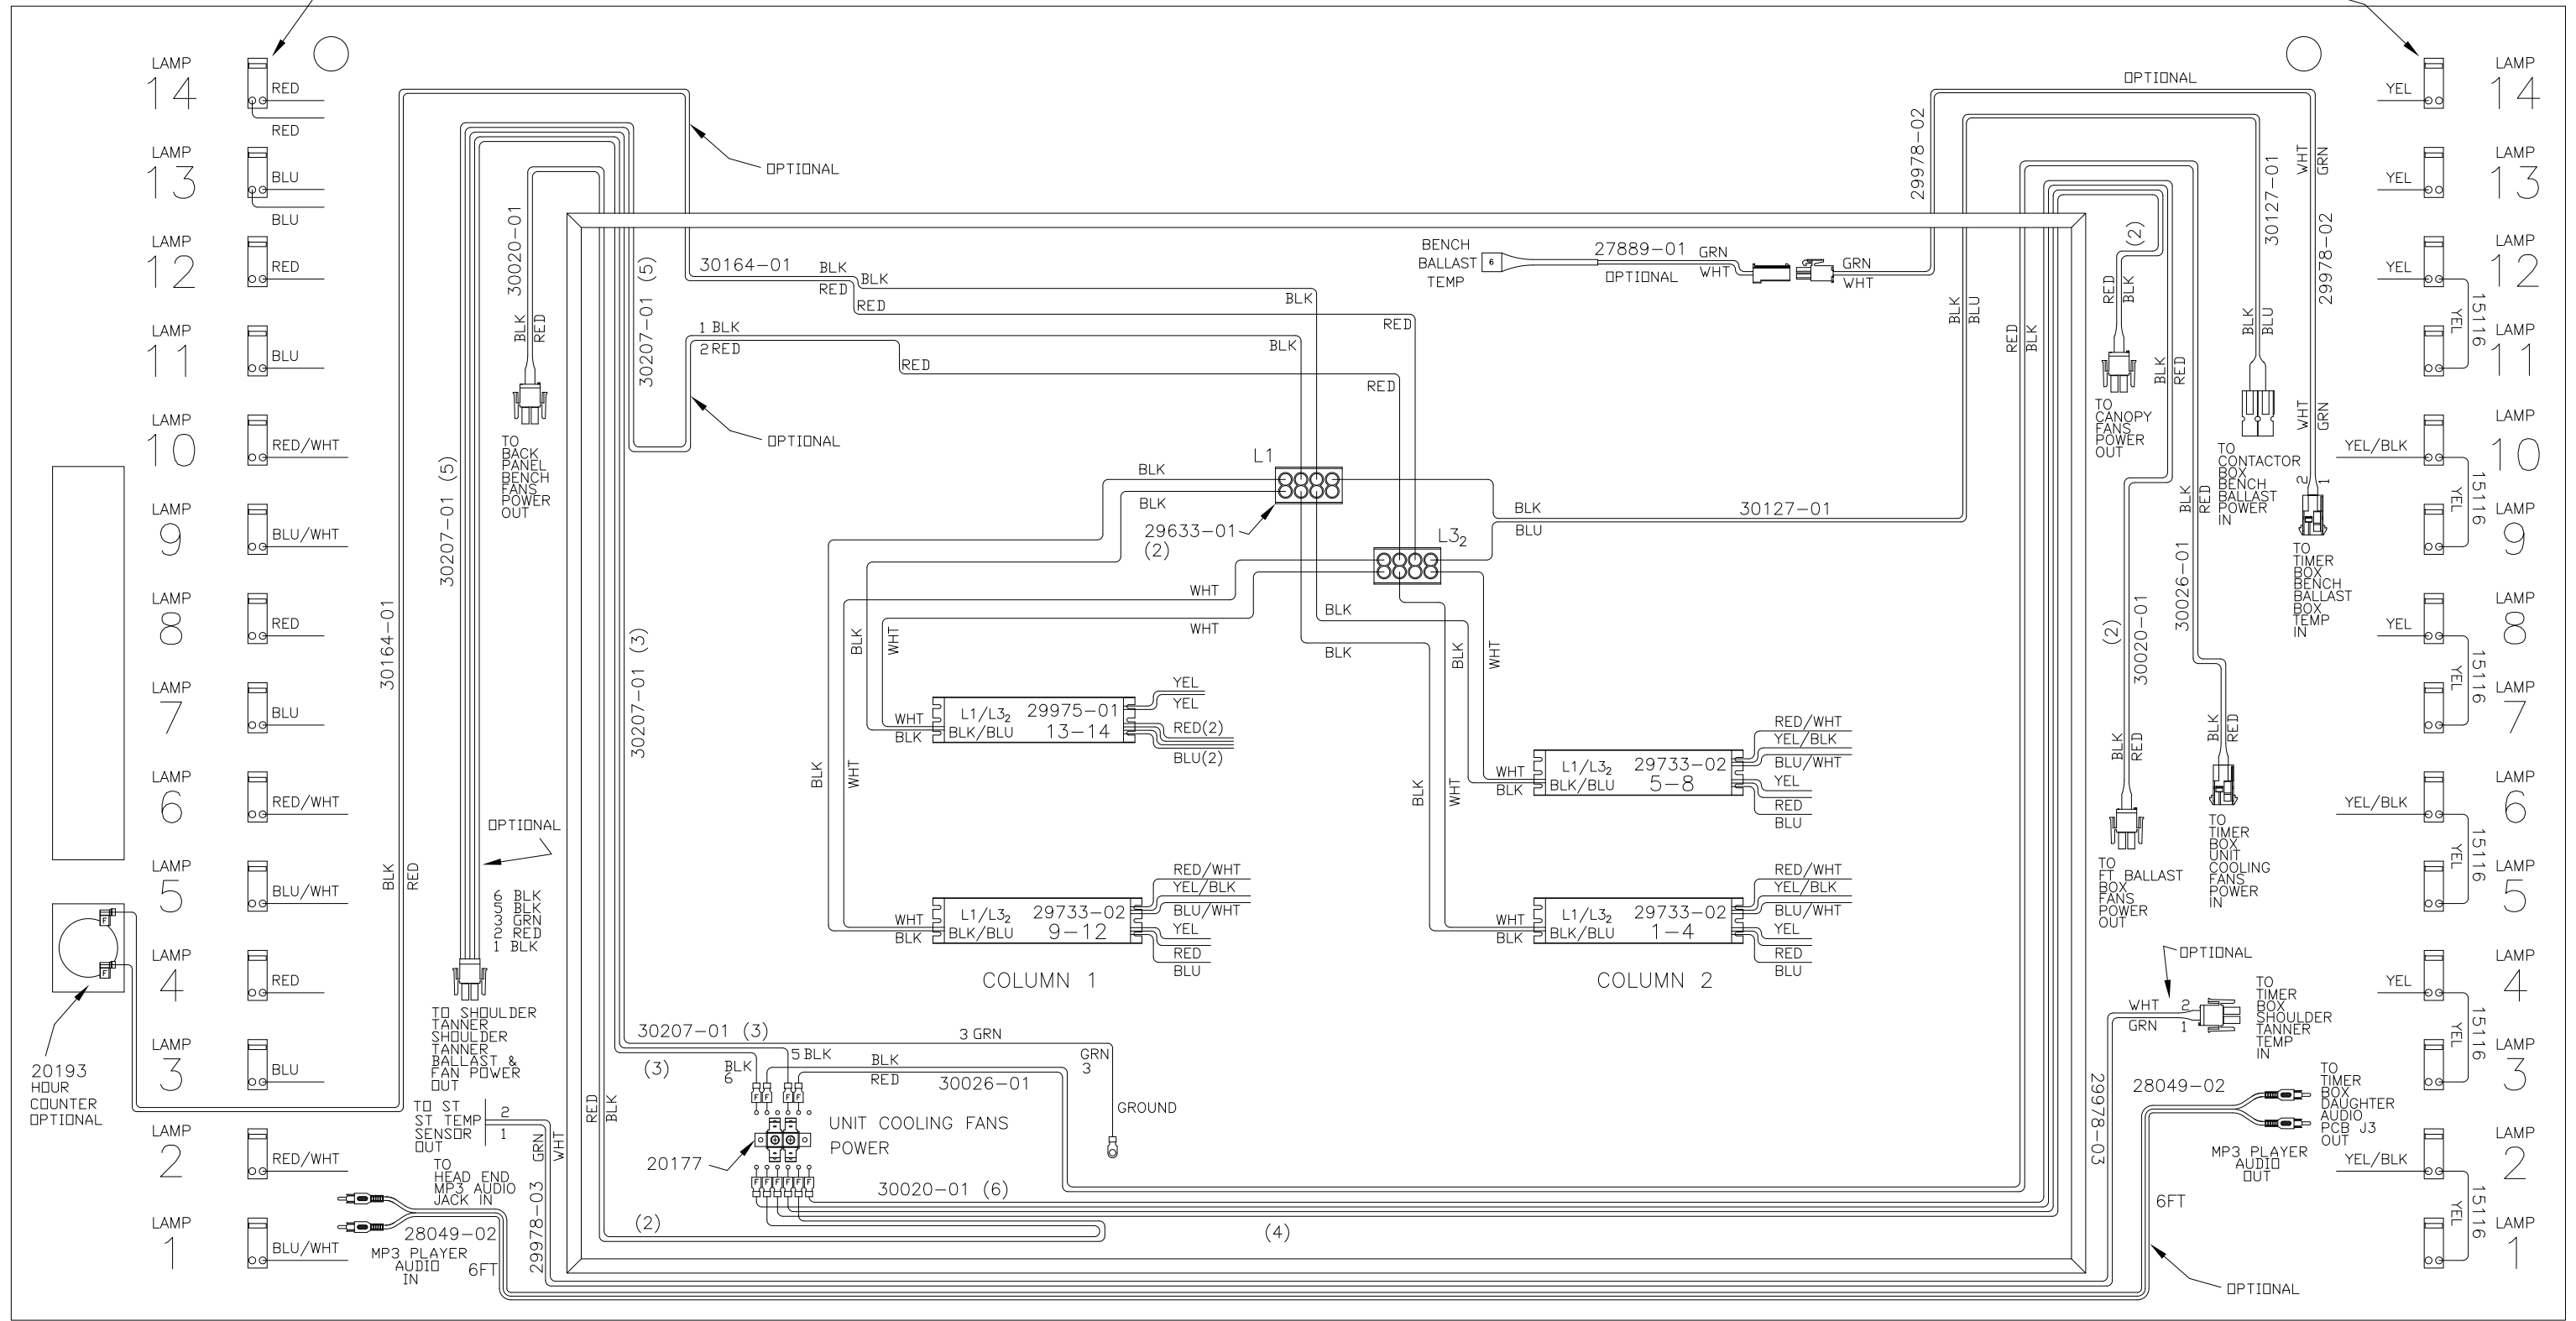 LAMP
14
RED
RED
LAMP
13
BLU
BLU
LAMP
12
RED
LAMP
11
BLU
LAMP
10
RED/WHT
LAMP
9
BLU/WHT
LAMP
8
RED
LAMP
7
BLU
LAMP
6
RED/WHT
LAMP
5
BLU/WHT
LAMP
4
RED
LAMP
3
BLU
LAMP
2
RED/WHT
LAMP
1
BLU/WHT
F
F
20193
HOUR
COUNTER
OPTIONAL
30164-01
BLK
RED
30207-01 (5)
OPTIONAL
6 BLK
5 BLK
3 GRN
2 RED
1 BLK
TO SHOULDER
TANNER
SHOULDER
TANNER
BALLAST &
FAN POWER
OUT
TO ST
ST TEMP
SENSOR
OUT
2
1
GRN
WHT
29978-03
TO
HEAD END
MP3 AUDIO
JACK IN
28049-02
MP3 PLAYER
AUDIO
IN
6FT
30020-01
BLK
RED
TO
BACK
PANEL
BENCH
FANS
POWER
OUT
30207-01 (5)
OPTIONAL
30164-01
BLK
RED
BLK
RED
BLK
RED
1 BLK
2 RED
RED
BLK
RED
OPTIONAL
30207-01 (3)
L1
BLK
BLK
29633-01
(2)
L3₂
WHT
WHT
BLK
BLK
BLK
BLU
30127-01
BLK
WHT
BLK
WHT
BLK
WHT
BLK
WHT
WHT
BLK
L1/L3₂
BLK/BLU
29975-01
13-14
YEL
YEL
RED(2)
BLU(2)
WHT
BLK
L1/L3₂
BLK/BLU
29733-02
5-8
RED/WHT
YEL/BLK
BLU/WHT
YEL
RED
BLU
WHT
BLK
L1/L3₂
BLK/BLU
29733-02
9-12
RED/WHT
YEL/BLK
BLU/WHT
YEL
RED
BLU
COLUMN 1
WHT
BLK
L1/L3₂
BLK/BLU
29733-02
1-4
RED/WHT
YEL/BLK
BLU/WHT
YEL
RED
BLU
COLUMN 2
30207-01 (3)
(3)
3 GRN
GRN
3
BLK
6
5 BLK
BLK
RED
30026-01
F
F
F
F
GROUND
UNIT COOLING FANS
POWER
20177
F
F
F
F
F
F
30020-01 (6)
RED
BLK
(2)
(4)
BENCH
BALLAST
TEMP
6
27889-01
OPTIONAL
GRN
WHT
GRN
WHT
29978-02
OPTIONAL
BLK
BLU
RED
BLK
(2)
RED
BLK
TO
CANOPY
FANS
POWER
OUT
BLK
RED
30127-01
BLK
BLU
TO
CONTACTOR
BOX
BENCH
BALLAST
POWER
IN
WHT
GRN
29978-02
WHT
GRN
2
1
TO
TIMER
BOX
BENCH
BALLAST
BOX
TEMP
IN
BLK
RED
30026-01
(2)
30020-01
BLK
RED
BLK
RED
TO
FT BALLAST
BOX
FANS
POWER
OUT
TO
TIMER
BOX
UNIT
COOLING
FANS
POWER
IN
OPTIONAL
WHT
GRN
2
1
TO
TIMER
BOX
SHOULDER
TANNER
TEMP
IN
29978-03
28049-02
TO
TIMER
BOX
DAUGHTER
AUDIO
PCB J3
OUT
MP3 PLAYER
AUDIO
OUT
6FT
OPTIONAL
LAMP
14
YEL
LAMP
13
YEL
LAMP
12
YEL
15116
YEL
LAMP
11
LAMP
10
YEL/BLK
15116
YEL
LAMP
9
LAMP
8
YEL
15116
YEL
LAMP
7
LAMP
6
YEL/BLK
15116
YEL
LAMP
5
LAMP
4
YEL
15116
YEL
LAMP
3
LAMP
2
YEL/BLK
15116
YEL
LAMP
1